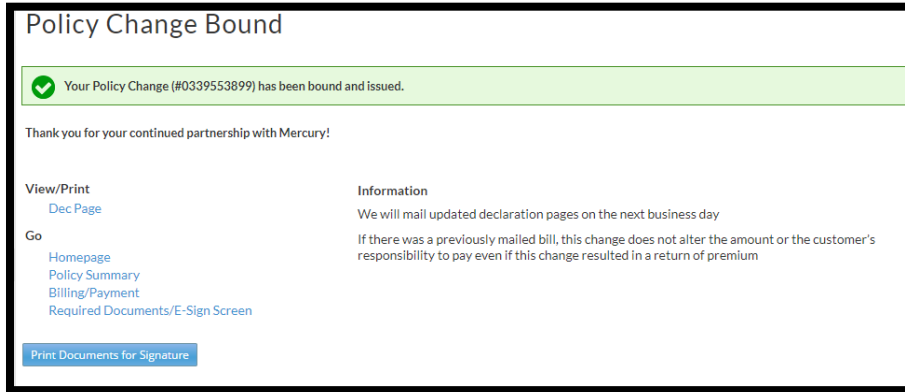 Policy Change Bound
Your Policy Change (#0339553899) has been bound and issued.
Thank you for your continued partnership with Mercury!
View/Print
Dec Page
Go
Homepage
Policy Summary
Billing/Payment
Required Documents/E-Sign Screen
Print Documents for Signature
Information
We will mail updated declaration pages on the next business day
If there was a previously mailed bill, this change does not alter the amount or the customer's
responsibility to pay even if this change resulted in a return of premium